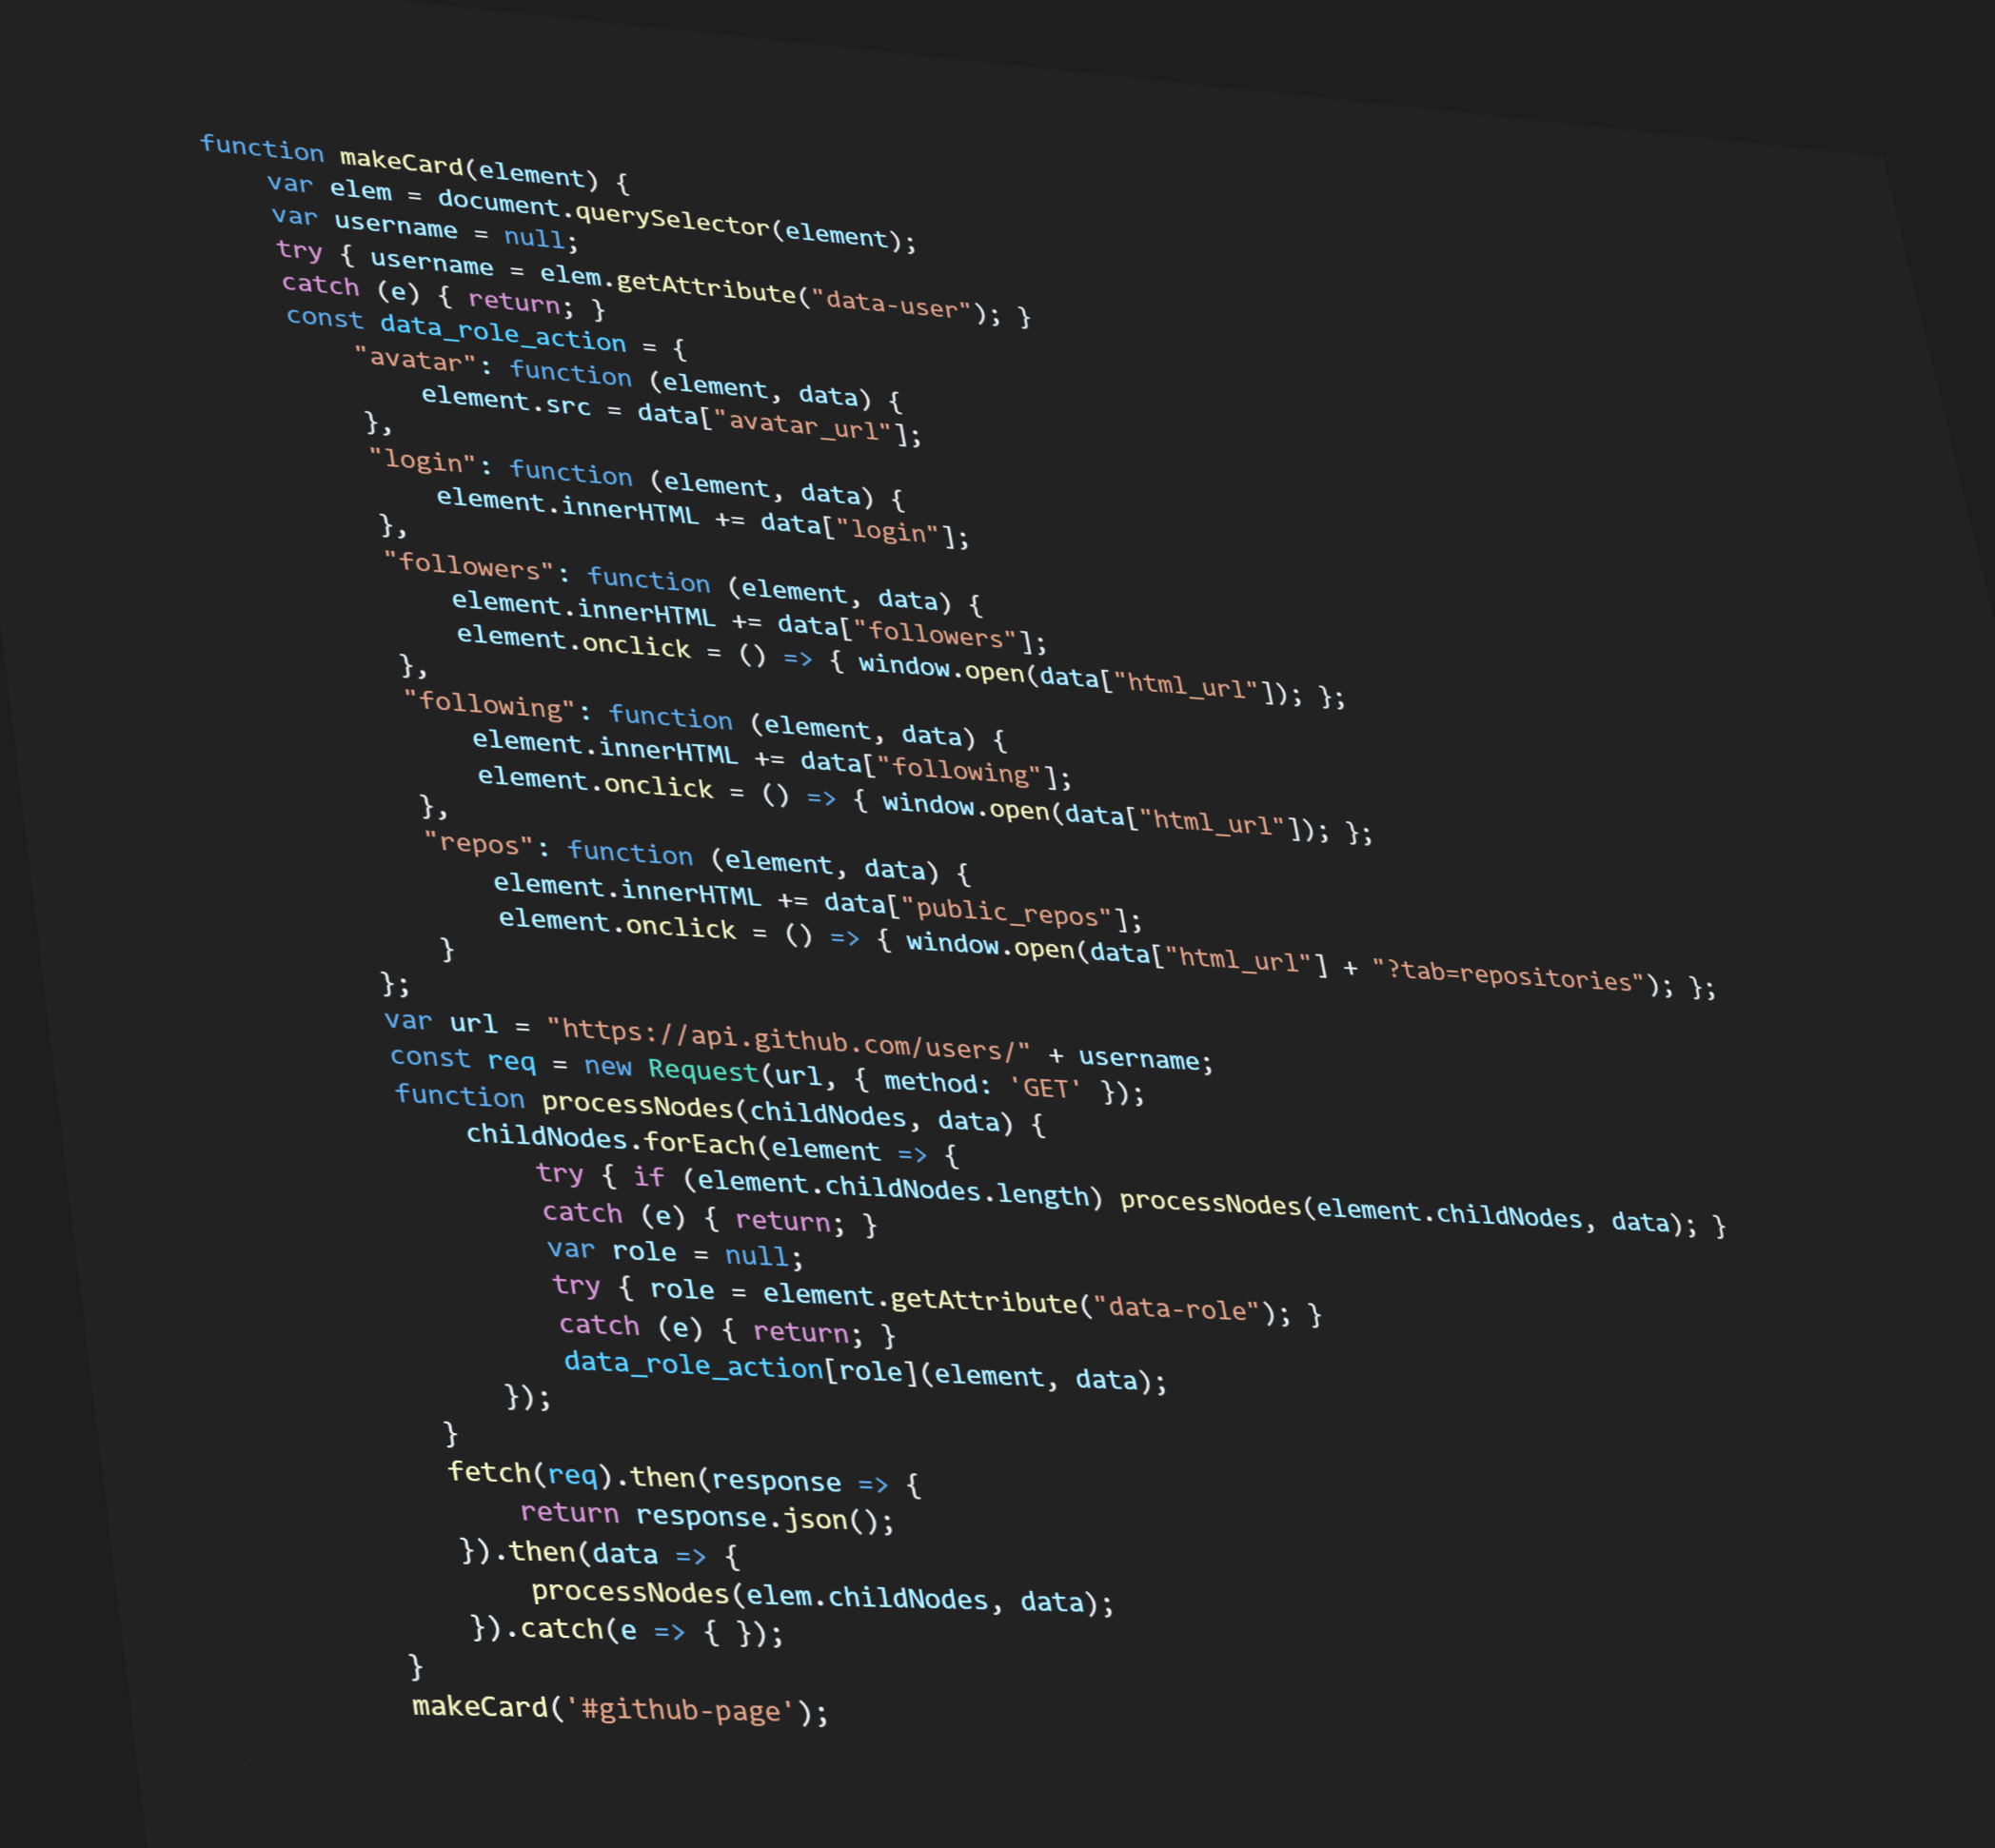 function makeCard(element) {
    var elem = document.querySelector(element);
    var username = null;
    try { username = elem.getAttribute("data-user"); }
    catch (e) { return; }
    const data_role_action = {
        "avatar": function (element, data) {
            element.src = data["avatar_url"];
        },
        "login": function (element, data) {
            element.innerHTML += data["login"];
        },
        "followers": function (element, data) {
            element.innerHTML += data["followers"];
            element.onclick = () => { window.open(data["html_url"]); };
        },
        "following": function (element, data) {
            element.innerHTML += data["following"];
            element.onclick = () => { window.open(data["html_url"]); };
        },
        "repos": function (element, data) {
            element.innerHTML += data["public_repos"];
            element.onclick = () => { window.open(data["html_url"] + "?tab=repositories"); };
        }
    };
    var url = "https://api.github.com/users/" + username;
    const req = new Request(url, { method: 'GET' });
    function processNodes(childNodes, data) {
        childNodes.forEach(element => {
            try { if (element.childNodes.length) processNodes(element.childNodes, data); }
            catch (e) { return; }
            var role = null;
            try { role = element.getAttribute("data-role"); }
            catch (e) { return; }
            data_role_action[role](element, data);
        });
    }
    fetch(req).then(response => {
        return response.json();
    }).then(data => {
        processNodes(elem.childNodes, data);
    }).catch(e => { });
}
makeCard('#github-page');